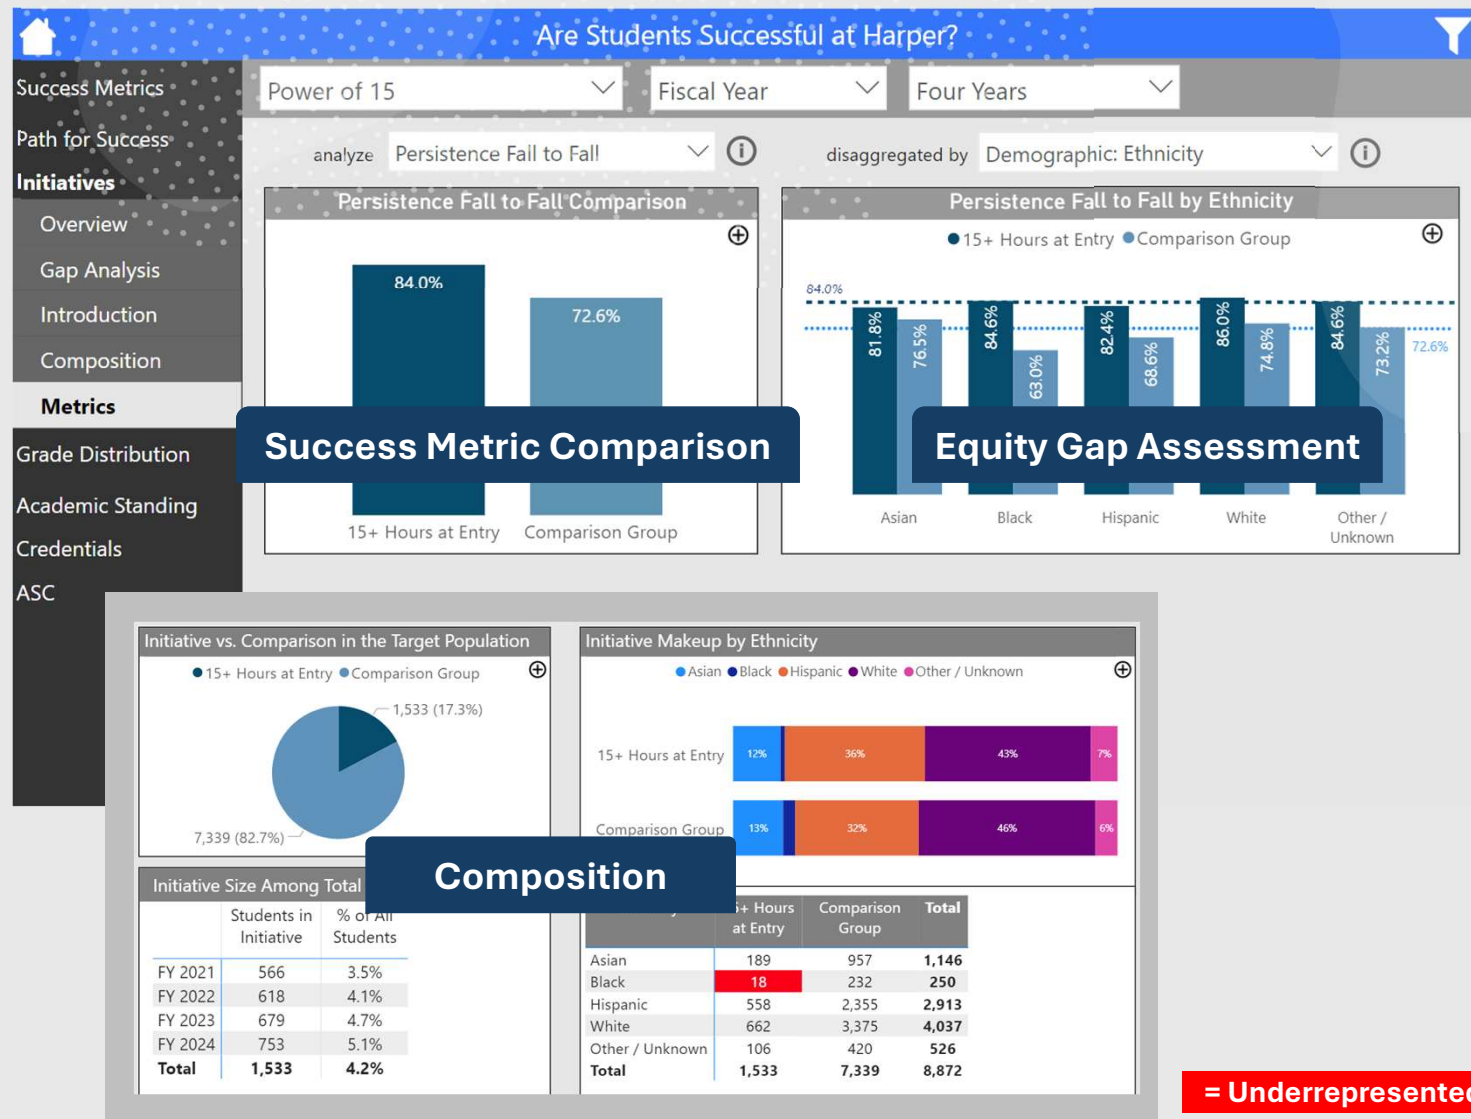 Are Students Successful at Harper?
Success Metrics
Path for Success
Initiatives
Overview
Gap Analysis
Introduction
Composition
Metrics
Grade Distribution
Academic Standing
Credentials
ASC
Power of 15
Fiscal Year
Four Years
analyze
Persistence Fall to Fall
disaggregated by
Demographic: Ethnicity
Persistence Fall to Fall Comparison
84.0%
72.6%
15+ Hours at Entry
Comparison Group
Success Metric Comparison
Persistence Fall to Fall by Ethnicity
15+ Hours at Entry Comparison Group
84.0%
81.8%
76.5%
84.6%
63.0%
82.4%
68.6%
86.0%
74.8%
84.6%
73.2%
72.6%
Equity Gap Assessment
Asian
Black
Hispanic
White
Other /
Unknown
Initiative vs. Comparison in the Target Population
15+ Hours at Entry Comparison Group
1,533 (17.3%)
7,339 (82.7%)
Initiative Makeup by Ethnicity
Asian Black Hispanic White Other / Unknown
15+ Hours at Entry
12% 36% 43% 7%
Comparison Group
13% 32% 46% 6%
Composition
Initiative Size Among Total
Students in % of All
Initiative Students
FY 2021 566 3.5%
FY 2022 618 4.1%
FY 2023 679 4.7%
FY 2024 753 5.1%
Total 1,533 4.2%
Hours Comparison Total
at Entry Group
Asian 189 957 1,146
Black 18 232 250
Hispanic 558 2,355 2,913
White 662 3,375 4,037
Other / Unknown 106 420 526
Total 1,533 7,339 8,872
= Underrepresented